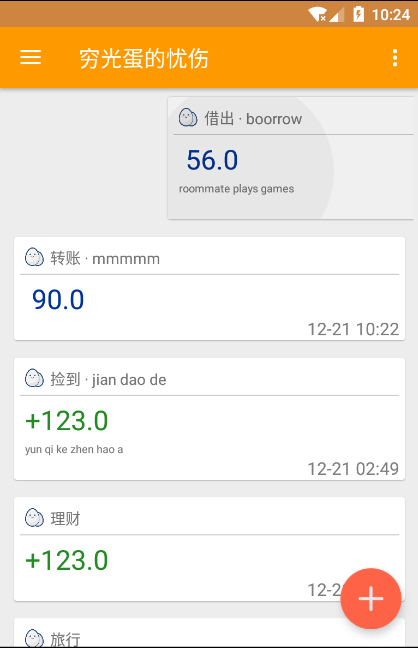 10:24
穷光蛋的忧伤
借出 · boorrow
56.0
roommate plays games
转账 · mmmmm
90.0
12-21 10:22
捡到 · jian dao de
+123.0
yun qi ke zhen hao a
12-21 02:49
理财
+123.0
12-2
旅行